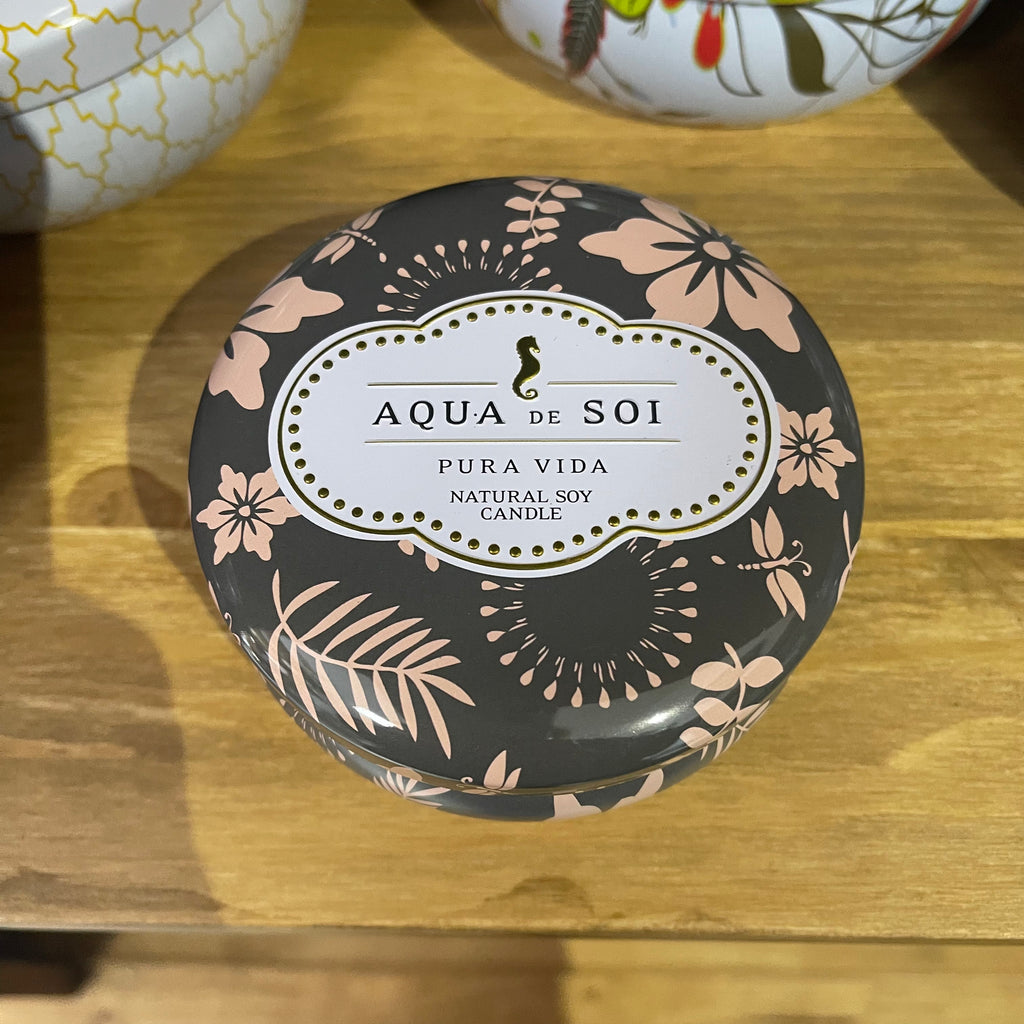 AQUA DE SOI
PURA VIDA
NATURAL SOY
CANDLE